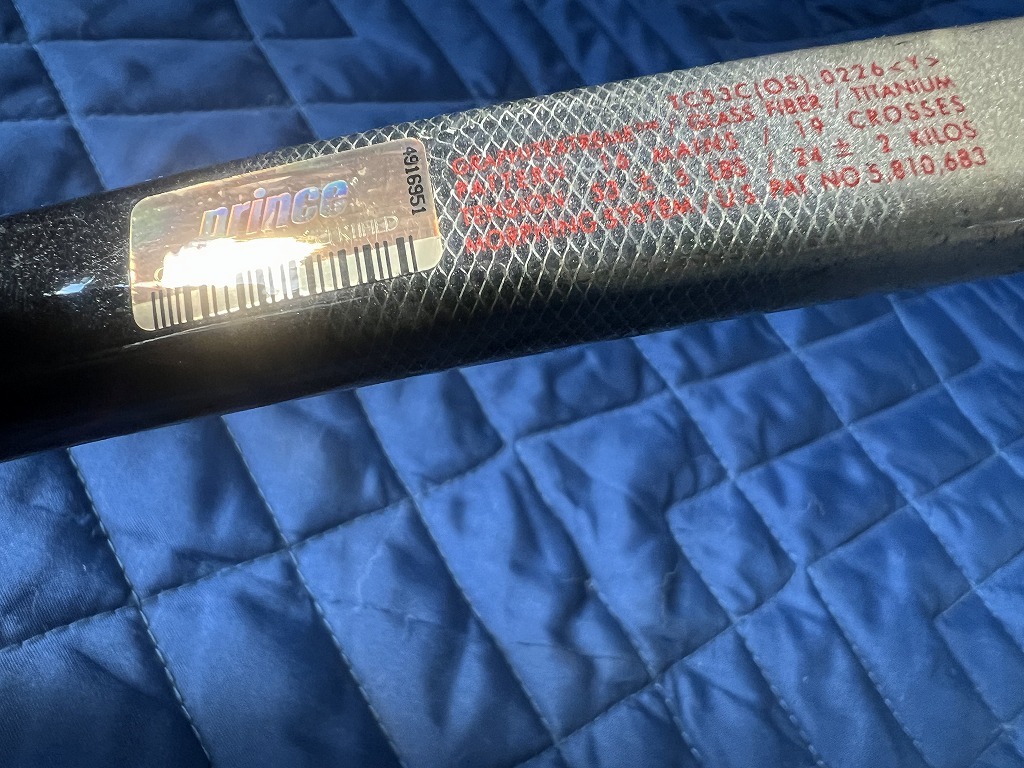 prince
4916951
TC53C(OS) 0226<Y>
GRAPHITEXTREME™ / GLASS FIBER / TITANIUM
PATTERN MAINS / 19 CROSSES
TENSION 53 ± 5 LBS / 24 ± 2 KILOS
MORPHING SYSTEM / U.S. PAT NO 5,810,683